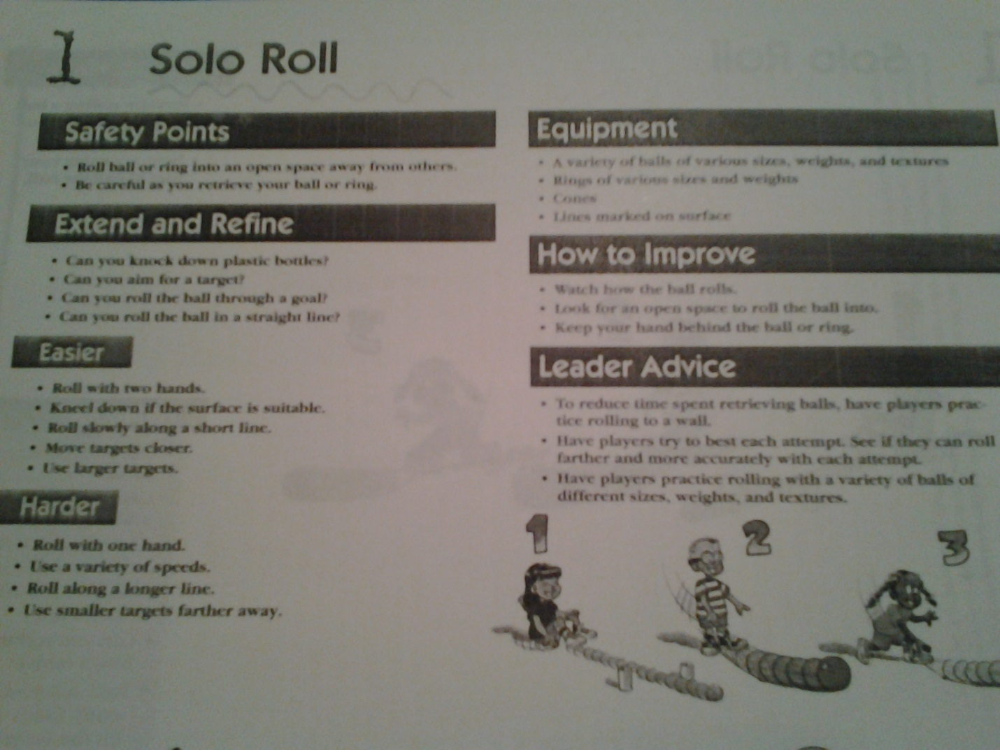 1 Solo Roll
Safety Points
• Roll ball or ring into an open space away from others.
• Be careful as you retrieve your ball or ring.
Extend and Refine
• Can you knock down plastic bottles?
• Can you aim for a target?
• Can you roll the ball through a goal?
• Can you roll the ball in a straight line?
Easier
• Roll with two hands.
• Kneel down if the surface is suitable.
• Roll slowly along a short line.
• Move targets closer.
• Use larger targets.
Harder
• Roll with one hand.
• Use a variety of speeds.
• Roll along a longer line.
• Use smaller targets farther away.
Equipment
• A variety of balls of various sizes, weights, and textures
• Rings of various sizes and weights
• Cones
• Lines marked on surface
How to Improve
• Watch how the ball rolls.
• Look for an open space to roll the ball into.
• Keep your hand behind the ball or ring.
Leader Advice
• To reduce time spent retrieving balls, have players prac-
tice rolling to a wall.
• Have players try to best each attempt. See if they can roll
farther and more accurately with each attempt.
• Have players practice rolling with a variety of balls of
different sizes, weights, and textures.
1 2 3